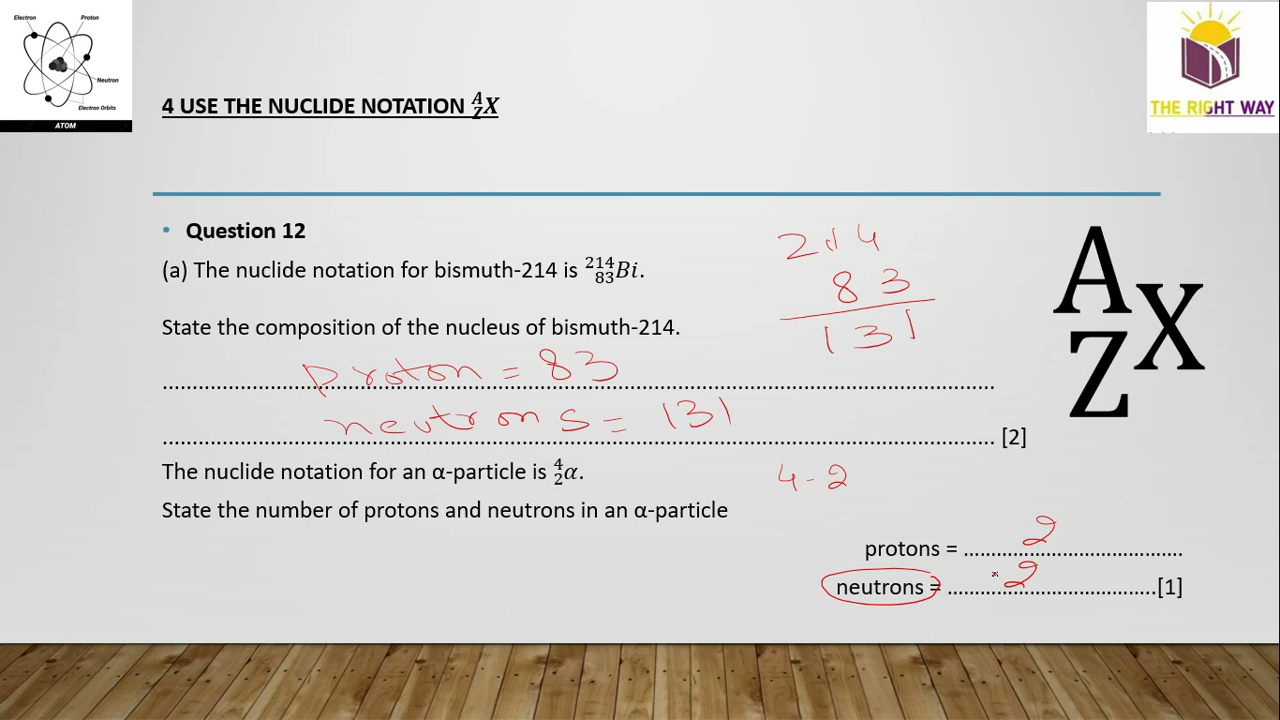 Electron
Proton
Neutron
Electron Orbits
ATOM
THE RIGHT WAY
4 USE THE NUCLIDE NOTATION ᴬ_Z X
• Question 12
(a) The nuclide notation for bismuth-214 is ²¹⁴₈₃Bi.
214
83
131
A
Z X
State the composition of the nucleus of bismuth-214.
proton = 83
neutrons = 131
[2]
The nuclide notation for an α-particle is ⁴₂α.
4 - 2
State the number of protons and neutrons in an α-particle
protons = 2
neutrons = 2 [1]